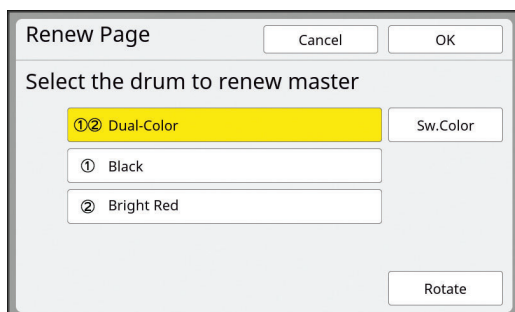 Renew Page Cancel OK
Select the drum to renew master
①② Dual-Color Sw.Color
① Black
② Bright Red
Rotate